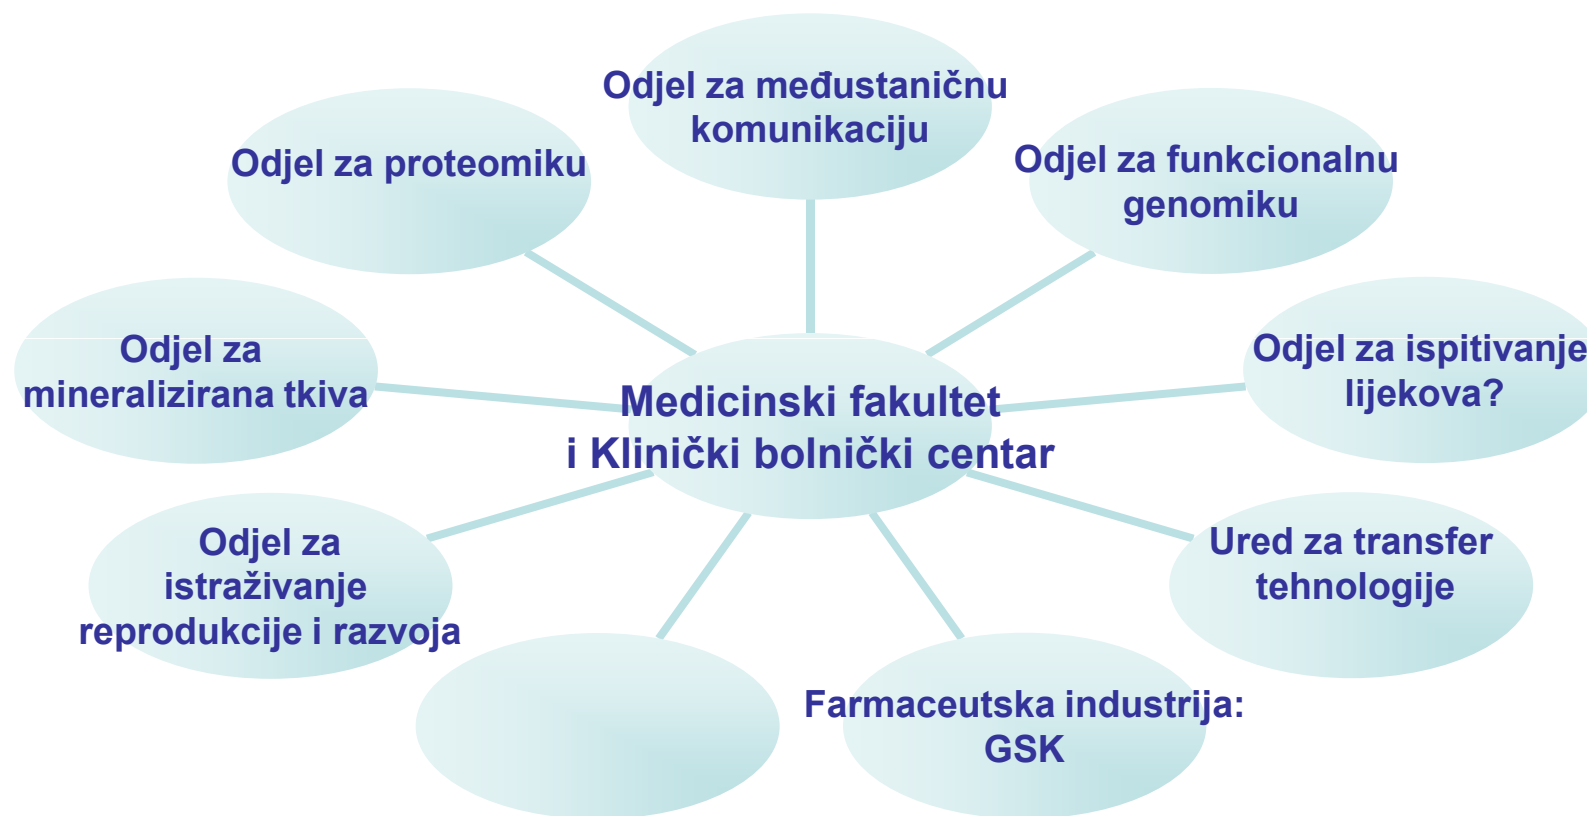 Odjel za međustaničnu
komunikaciju
Odjel za proteomiku
Odjel za funkcionalnu
genomiku
Odjel za
mineralizirana tkiva
Odjel za ispitivanje
lijekova?
Medicinski fakultet
i Klinički bolnički centar
Odjel za
istraživanje
reprodukcije i razvoja
Ured za transfer
tehnologije
Farmaceutska industrija:
GSK